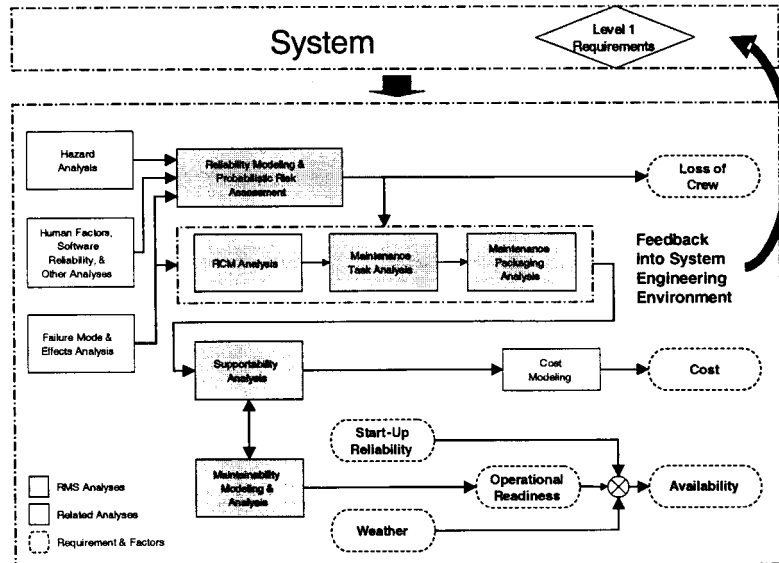 System
Level 1
Requirements
Hazard
Analysis
Reliability Modeling &
Probabilistic Risk
Assessment
Loss of
Crew
Human Factors,
Software
Reliability, &
Other Analyses
RCM Analysis
Maintenance
Task Analysis
Maintenance
Packaging
Analysis
Feedback
into System
Engineering
Environment
Failure Mode &
Effects Analysis
Supportability
Analysis
Cost
Modeling
Cost
Start-Up
Reliability
Maintainability
Modeling &
Analysis
Operational
Readiness
Availability
Weather
RMS Analyses
Related Analyses
Requirement & Factors